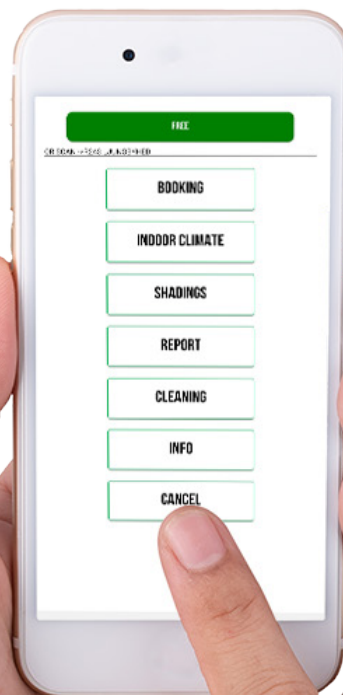 FREE
BOOKING
INDOOR CLIMATE
SHADINGS
REPORT
CLEANING
INFO
CANCEL